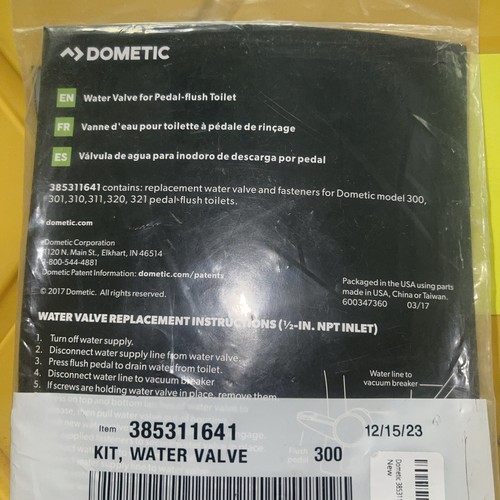 DOMETIC
EN Water Valve for Pedal-flush Toilet
FR Vanne d'eau pour toilette à pédale de rinçage
ES Válvula de agua para inodoro de descarga por pedal
385311641 contains: replacement water valve and fasteners for Dometic model 300,
301,310,311,320, 321 pedal-flush toilets.
dometic.com
Dometic Corporation
1120 N. Main St., Elkhart, IN 46514
1-800-544-4881
Dometic Patent Information: dometic.com/patents
© 2017 Dometic. All rights reserved.
Packaged in the USA using parts
made in USA, China or Taiwan.
600347360 03/17
WATER VALVE REPLACEMENT INSTRUCTIONS (½-IN. NPT INLET)
1. Turn off water supply.
2. Disconnect water supply line from water valve.
3. Press flush pedal to drain water from toilet.
4. Disconnect water line to vacuum breaker
5. If screws are holding water valve in place, remove them
Water line to
vacuum breaker
Item 385311641 12/15/23
KIT, WATER VALVE 300
Dometic 385311
New